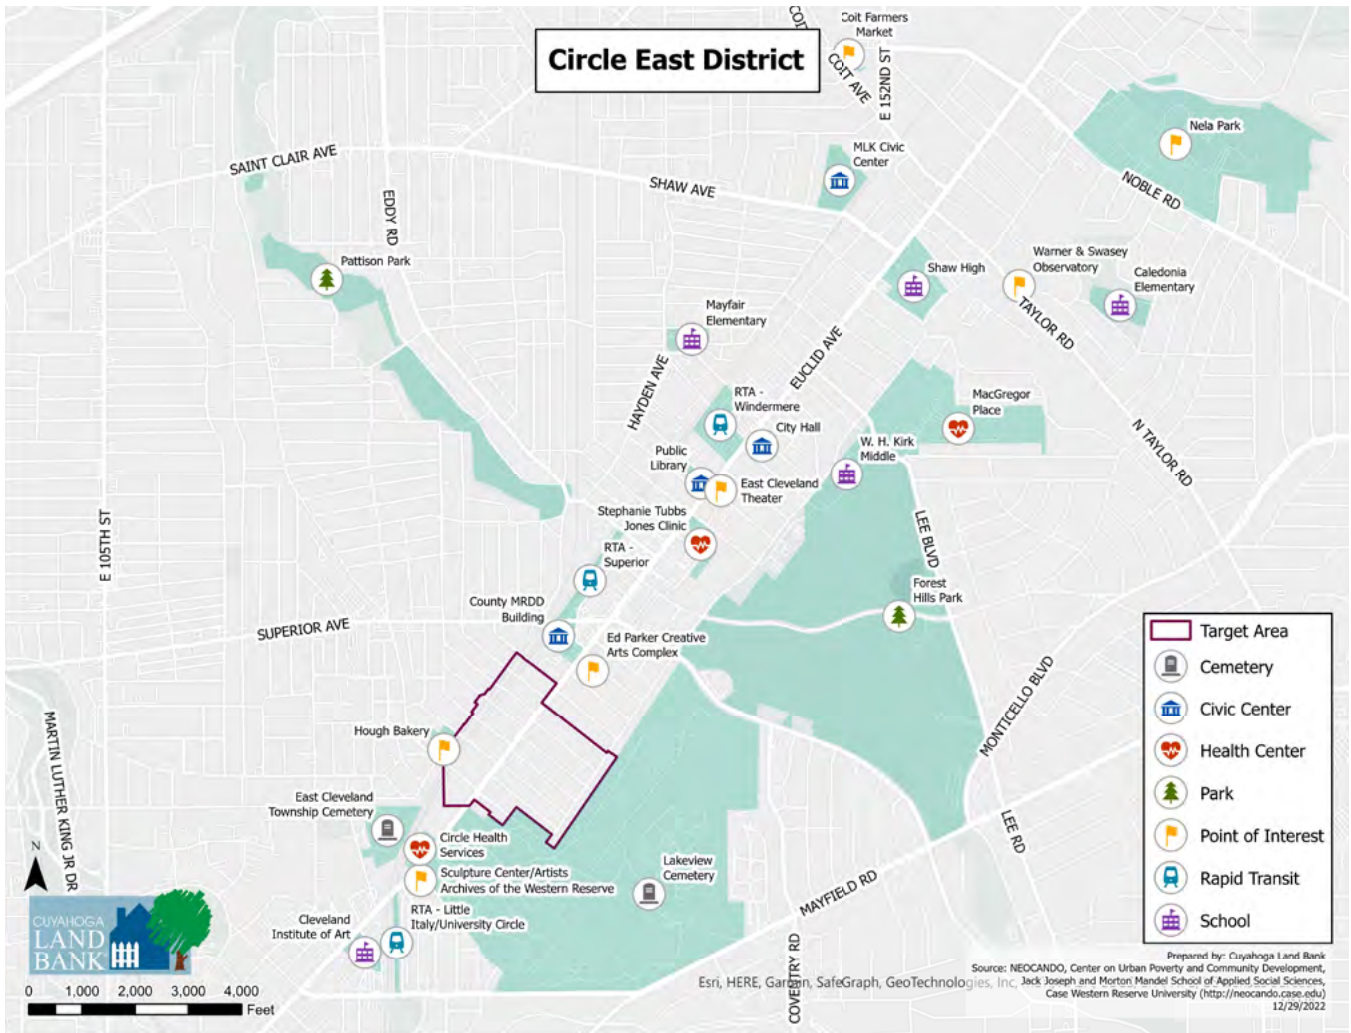 Circle East District
Coit Farmers
Market
COIT AVE
E 152ND ST
Nela Park
NOBLE RD
MLK Civic
Center
SAINT CLAIR AVE
SHAW AVE
EDDY RD
Pattison Park
Shaw High
Warner & Swasey
Observatory
Caledonia
Elementary
TAYLOR RD
Mayfair
Elementary
EUCLID AVE
HAYDEN AVE
RTA -
Windermere
City Hall
MacGregor
Place
N TAYLOR RD
W. H. Kirk
Middle
Public
Library
East Cleveland
Theater
Stephanie Tubbs
Jones Clinic
LEE BLVD
E 105TH ST
RTA -
Superior
Forest
Hills Park
County MRDD
Building
SUPERIOR AVE
Ed Parker Creative
Arts Complex
MONTICELLO BLVD
Hough Bakery
MARTIN LUTHER KING JR DR
East Cleveland
Township Cemetery
Circle Health
Services
Sculpture Center/Artists
Archives of the Western Reserve
Lakeview
Cemetery
MAYFIELD RD
LEE RD
COVENTRY RD
Cleveland
Institute of Art
RTA - Little
Italy/University Circle
Target Area
Cemetery
Civic Center
Health Center
Park
Point of Interest
Rapid Transit
School
N
CUYAHOGA
LAND
BANK
0 1,000 2,000 3,000 4,000
Feet
Prepared by: Cuyahoga Land Bank
Source: NEOCANDO, Center on Urban Poverty and Community Development,
Esri, HERE, Garmin, SafeGraph, GeoTechnologies, Inc,
Jack Joseph and Morton Mandel School of Applied Social Sciences,
Case Western Reserve University (http://neocando.case.edu)
12/29/2022